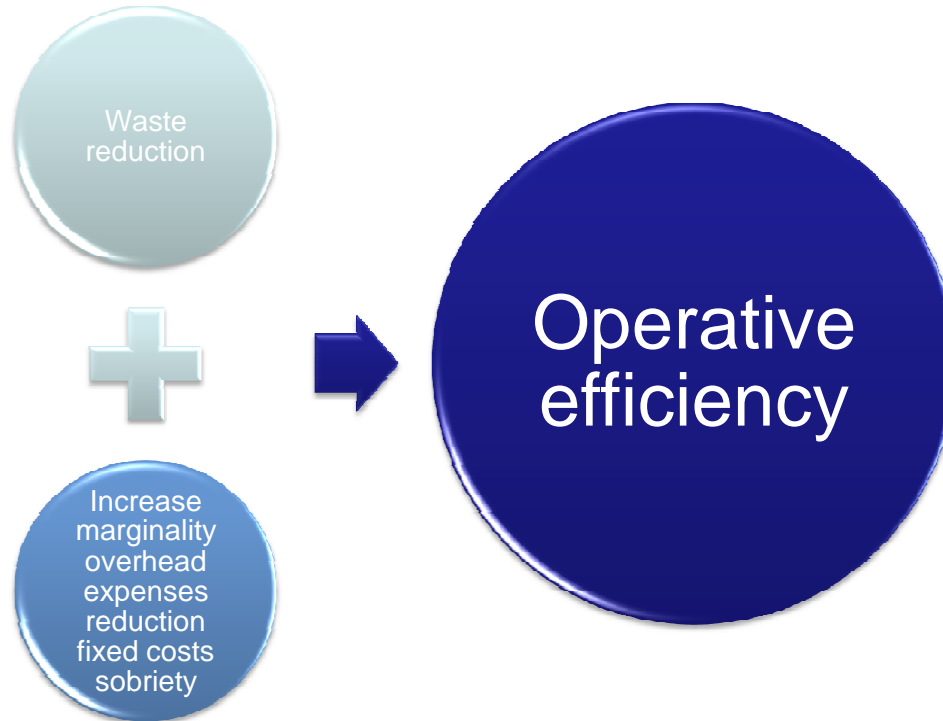 Waste
reduction
Increase
marginality
overhead
expenses
reduction
fixed costs
sobriety
Operative
efficiency